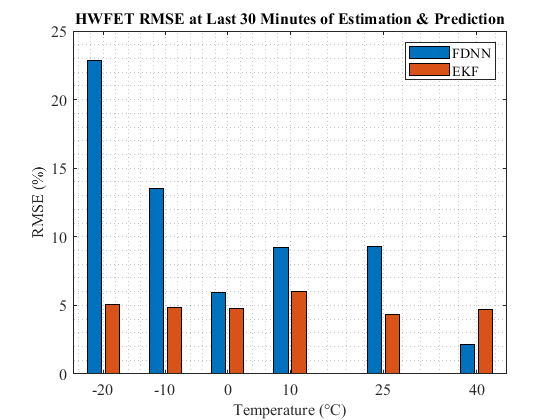 HWFET RMSE at Last 30 Minutes of Estimation & Prediction
25
20
15
10
5
0
RMSE (%)
FDNN
EKF
-20 -10 0 10 25 40
Temperature (°C)